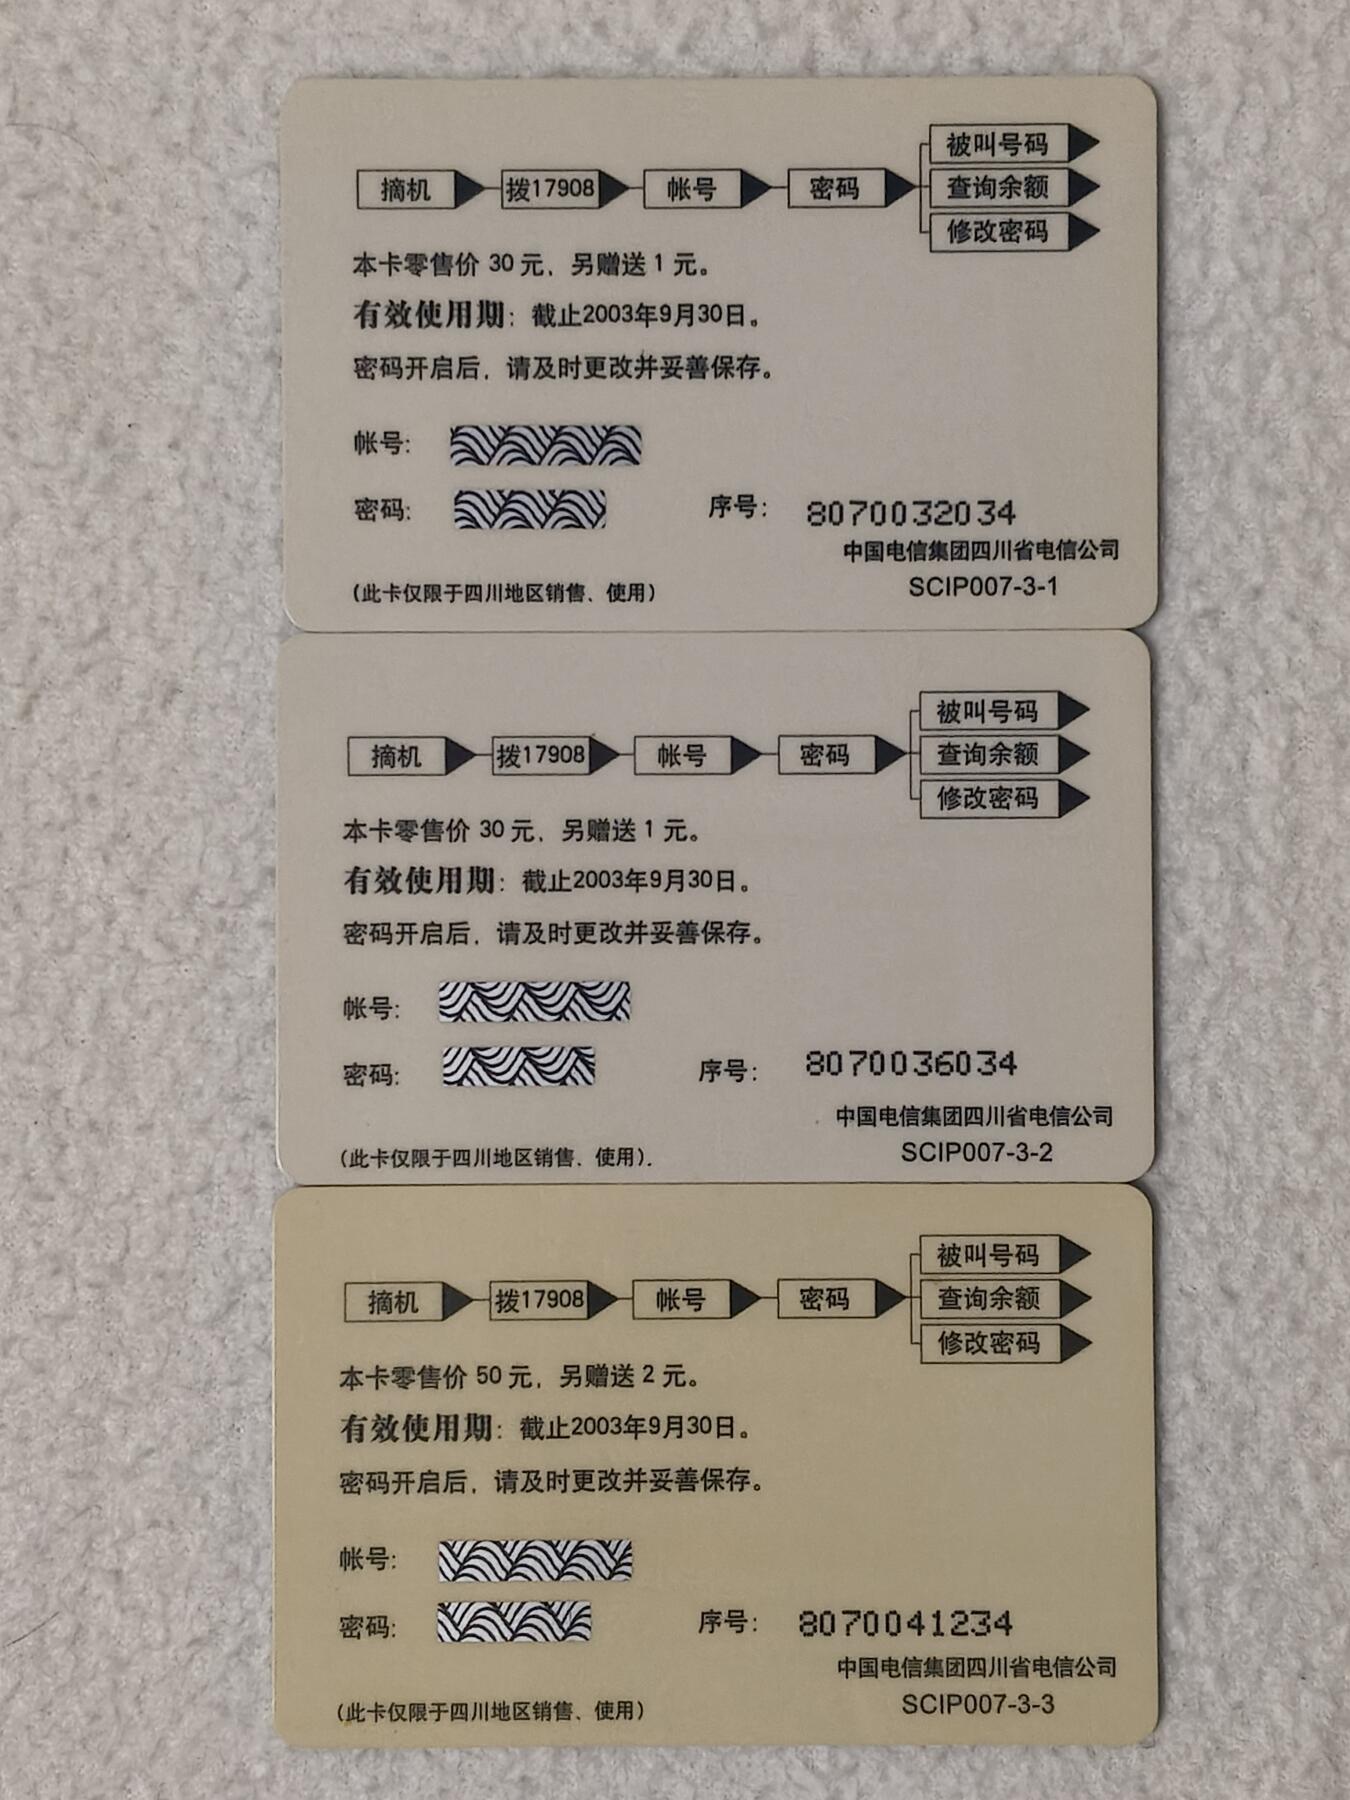 被叫号码
摘机 拨17908 帐号 密码 查询余额
修改密码
本卡零售价 30 元，另赠送 1 元。
有效使用期：截止2003年9月30日。
密码开启后，请及时更改并妥善保存。
帐号:
密码: 序号: 8070032034
中国电信集团四川省电信公司
(此卡仅限于四川地区销售、使用) SCIP007-3-1
被叫号码
摘机 拨17908 帐号 密码 查询余额
修改密码
本卡零售价 30 元，另赠送 1 元。
有效使用期：截止2003年9月30日。
密码开启后，请及时更改并妥善保存。
帐号:
密码: 序号: 8070036034
中国电信集团四川省电信公司
(此卡仅限于四川地区销售、使用). SCIP007-3-2
被叫号码
摘机 拨17908 帐号 密码 查询余额
修改密码
本卡零售价 50 元，另赠送 2 元。
有效使用期：截止2003年9月30日。
密码开启后，请及时更改并妥善保存。
帐号:
密码: 序号: 8070041234
中国电信集团四川省电信公司
(此卡仅限于四川地区销售、使用) SCIP007-3-3